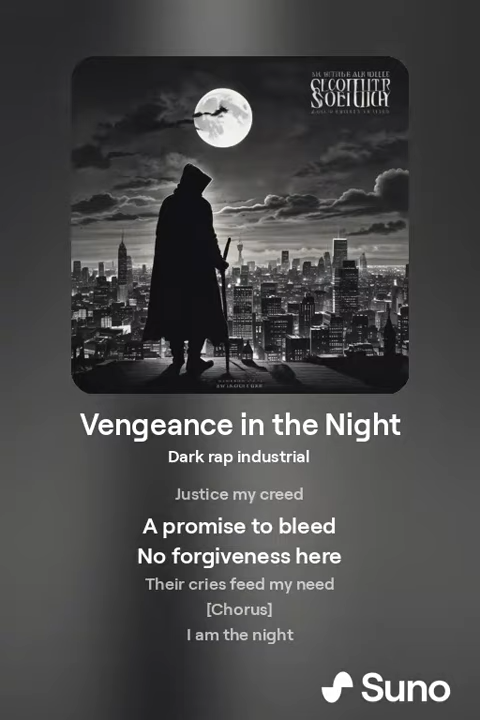 Vengeance in the Night
Dark rap industrial
Justice my creed
A promise to bleed
No forgiveness here
Their cries feed my need
[Chorus]
I am the night
Suno